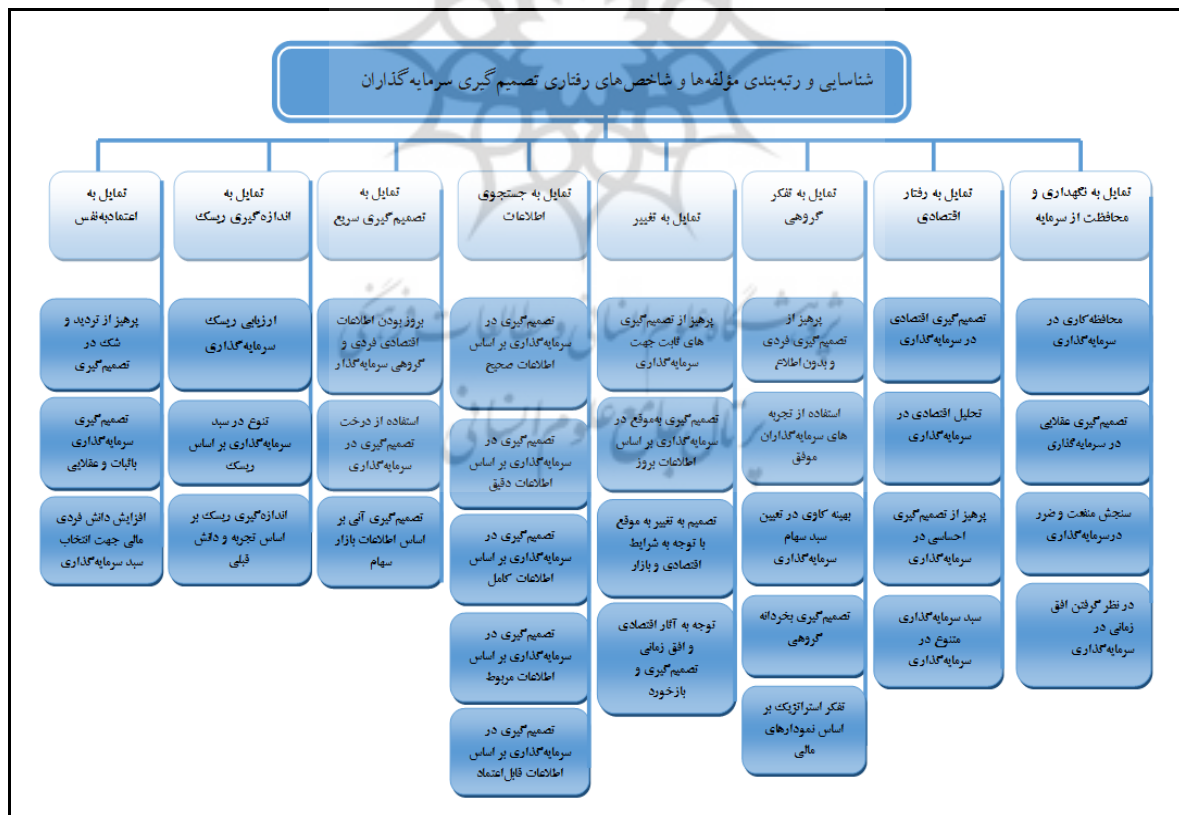 شناسایی و رتبه‌بندی مؤلفه‌ها و شاخص‌های رفتاری تصمیم‌گیری سرمایه‌گذاران
تمایل به نگهداری و
محافظت از سرمایه
محافظه‌کاری در
سرمایه‌گذاری
تصمیم‌گیری عقلایی
در سرمایه‌گذاری
سنجش منفعت و ضرر
درسرمایه‌گذاری
در نظر گرفتن افق
زمانی در
سرمایه‌گذاری
تمایل به رفتار
اقتصادی
تصمیم‌گیری اقتصادی
در سرمایه‌گذاری
تحلیل اقتصادی در
سرمایه‌گذاری
پرهیز از تصمیم‌گیری
احساسی در
سرمایه‌گذاری
سبد سرمایه‌گذاری
متنوع در
سرمایه‌گذاری
تمایل به تفکر
گروهی
پرهیز از
تصمیم‌گیری فردی
و بدون اطلاع
استفاده از تجربه
های سرمایه‌گذاران
موفق
بهینه کاوی در تعیین
سبد سهام
سرمایه‌گذاری
تصمیم‌گیری بخردانه
گروهی
تفکر استراتژیک بر
اساس نمودارهای
مالی
تمایل به تغییر
پرهیز از تصمیم‌گیری
های ثابت جهت
سرمایه‌گذاری
تصمیم‌گیری به‌موقع در
سرمایه‌گذاری بر اساس
اطلاعات بروز
تصمیم به تغییر به موقع
با توجه به شرایط
اقتصادی و بازار
توجه به آثار اقتصادی
و افق زمانی
تصمیم‌گیری و
بازخورد
تمایل به جستجوی
اطلاعات
تصمیم‌گیری در
سرمایه‌گذاری بر اساس
اطلاعات صحیح
تصمیم‌گیری در
سرمایه‌گذاری بر اساس
اطلاعات دقیق
تصمیم‌گیری در
سرمایه‌گذاری بر اساس
اطلاعات کامل
تصمیم‌گیری در
سرمایه‌گذاری بر اساس
اطلاعات مربوط
تصمیم‌گیری در
سرمایه‌گذاری بر اساس
اطلاعات قابل‌اعتماد
تمایل به
تصمیم‌گیری سریع
بروز بودن اطلاعات
اقتصادی فردی و
گروهی سرمایه‌گذار
استفاده از درخت
تصمیم‌گیری در
سرمایه‌گذاری
تصمیم‌گیری آنی بر
اساس اطلاعات بازار
سهام
تمایل به
اندازه‌گیری ریسک
ارزیابی ریسک
سرمایه‌گذاری
تنوع در سبد
سرمایه‌گذاری بر اساس
ریسک
اندازه‌گیری ریسک بر
اساس تجربه و دانش
قبلی
تمایل به
اعتمادبه‌نفس
پرهیز از تردید و
شک در
تصمیم‌گیری
تصمیم‌گیری
سرمایه‌گذاری
باثبات و عقلایی
افزایش دانش فردی
مالی جهت انتخاب
سبد سرمایه‌گذاری
پژوهشگاه علوم انسانی و مطالعات فرهنگی
پرتال جامع علوم انسانی